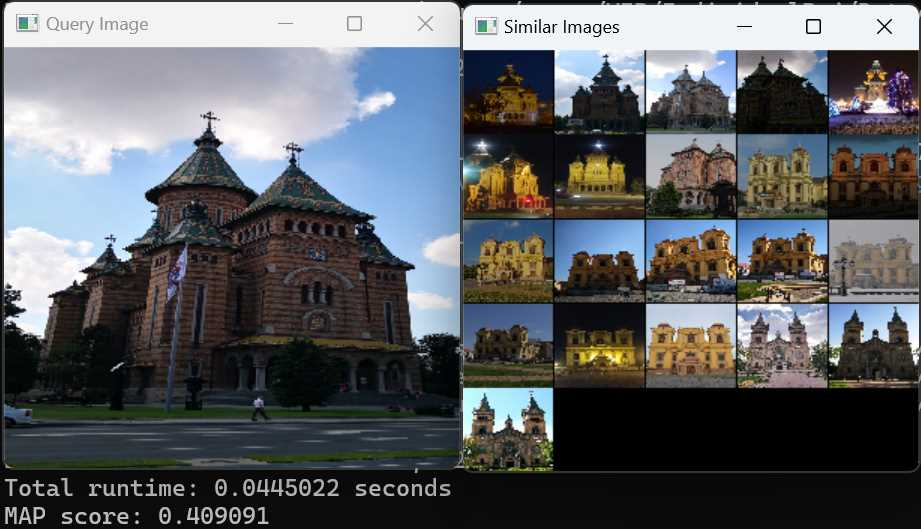 Query Image
Similar Images
Total runtime: 0.0445022 seconds
MAP score: 0.409091